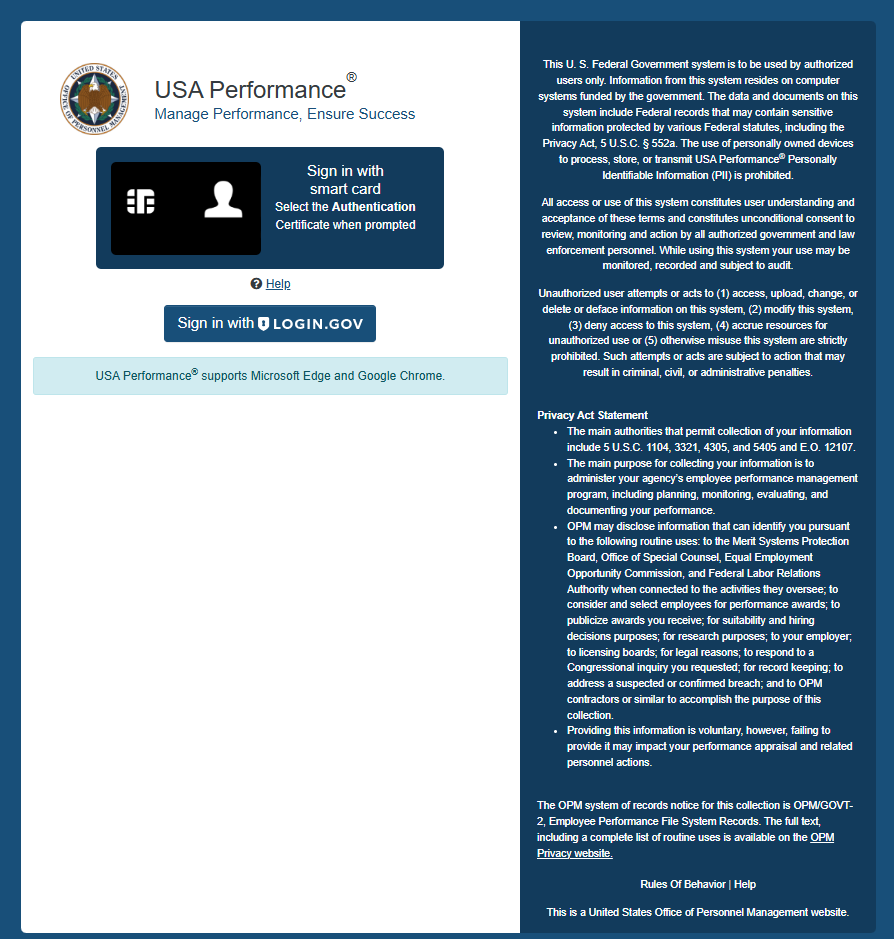 UNITED STATES
OFFICE OF PERSONNEL MANAGEMENT
USA Performance®
Manage Performance, Ensure Success
Sign in with
smart card
Select the Authentication
Certificate when prompted
Help
Sign in with LOGIN.GOV
USA Performance® supports Microsoft Edge and Google Chrome.
This U. S. Federal Government system is to be used by authorized
users only. Information from this system resides on computer
systems funded by the government. The data and documents on this
system include Federal records that may contain sensitive
information protected by various Federal statutes, including the
Privacy Act, 5 U.S.C. § 552a. The use of personally owned devices
to process, store, or transmit USA Performance® Personally
Identifiable Information (PII) is prohibited.
All access or use of this system constitutes user understanding and
acceptance of these terms and constitutes unconditional consent to
review, monitoring and action by all authorized government and law
enforcement personnel. While using this system your use may be
monitored, recorded and subject to audit.
Unauthorized user attempts or acts to (1) access, upload, change, or
delete or deface information on this system, (2) modify this system,
(3) deny access to this system, (4) accrue resources for
unauthorized use or (5) otherwise misuse this system are strictly
prohibited. Such attempts or acts are subject to action that may
result in criminal, civil, or administrative penalties.
Privacy Act Statement
• The main authorities that permit collection of your information
include 5 U.S.C. 1104, 3321, 4305, and 5405 and E.O. 12107.
• The main purpose for collecting your information is to
administer your agency's employee performance management
program, including planning, monitoring, evaluating, and
documenting your performance.
• OPM may disclose information that can identify you pursuant
to the following routine uses: to the Merit Systems Protection
Board, Office of Special Counsel, Equal Employment
Opportunity Commission, and Federal Labor Relations
Authority when connected to the activities they oversee; to
consider and select employees for performance awards; to
publicize awards you receive; for suitability and hiring
decisions purposes; for research purposes; to your employer;
to licensing boards; for legal reasons; to respond to a
Congressional inquiry you requested; for record keeping; to
address a suspected or confirmed breach; and to OPM
contractors or similar to accomplish the purpose of this
collection.
• Providing this information is voluntary, however, failing to
provide it may impact your performance appraisal and related
personnel actions.
The OPM system of records notice for this collection is OPM/GOVT-
2, Employee Performance File System Records. The full text,
including a complete list of routine uses is available on the OPM
Privacy website.
Rules Of Behavior | Help
This is a United States Office of Personnel Management website.